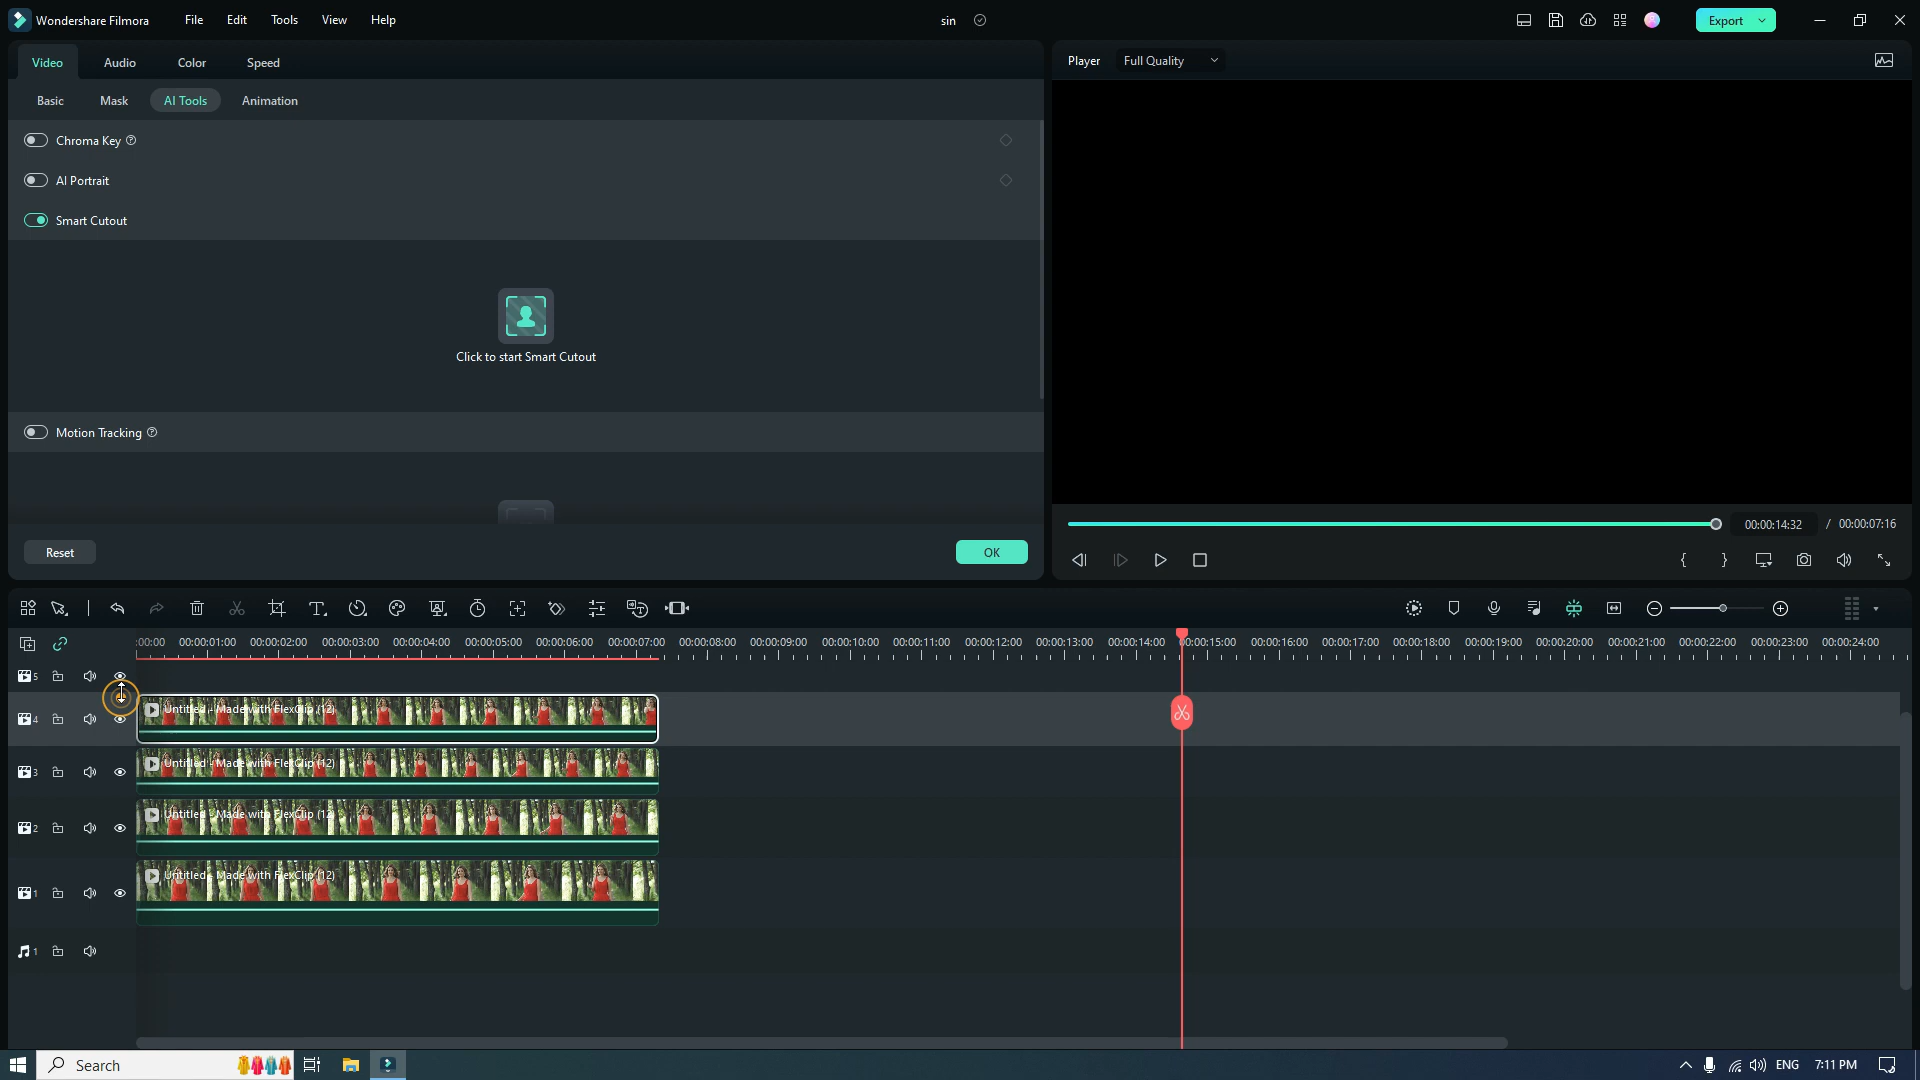 Wondershare Filmora File Edit Tools View Help sin Export
Video Audio Color Speed
Player Full Quality
Basic Mask AI Tools Animation
Chroma Key
AI Portrait
Smart Cutout
Click to start Smart Cutout
Motion Tracking
Reset OK
00:00:14:32 / 00:00:07:16
:00:00 00:00:01:00 00:00:02:00 00:00:03:00 00:00:04:00 00:00:05:00 00:00:06:00 00:00:07:00 00:00:08:00 00:00:09:00 00:00:10:00 00:00:11:00 00:00:12:00 00:00:13:00 00:00:14:00 00:00:15:00 00:00:16:00 00:00:17:00 00:00:18:00 00:00:19:00 00:00:20:00 00:00:21:00 00:00:22:00 00:00:23:00 00:00:24:00
5
4 Untitled - Made with FlexClip (12)
3 Untitled - Made with FlexClip (12)
2 Untitled - Made with FlexClip (12)
1 Untitled - Made with FlexClip (12)
1
Search ENG 7:11 PM